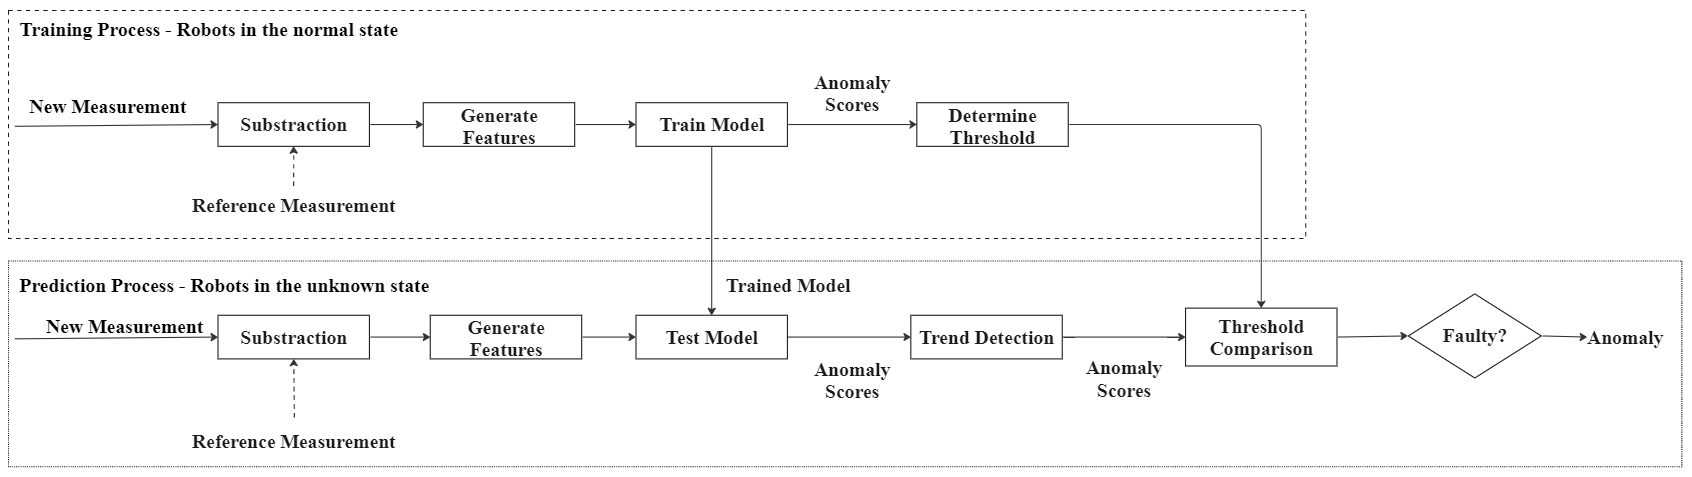 Training Process - Robots in the normal state
New Measurement
Substraction
Generate
Features
Train Model
Anomaly
Scores
Determine
Threshold
Reference Measurement
Prediction Process - Robots in the unknown state
Trained Model
New Measurement
Substraction
Generate
Features
Test Model
Anomaly
Scores
Trend Detection
Anomaly
Scores
Threshold
Comparison
Faulty?
Anomaly
Reference Measurement